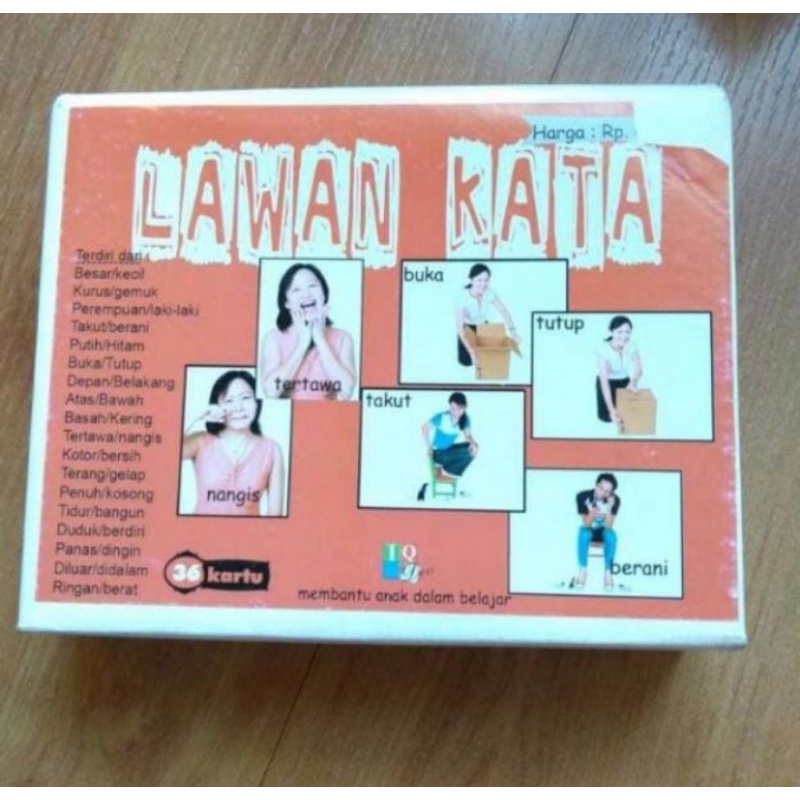 Harga : Rp.
LAWAN KATA
Terdiri dari :
Besar/kecil
Kurus/gemuk
Perempuan/laki-laki
Takut/berani
Putih/Hitam
Buka/Tutup
Depan/Belakang
Atas/Bawah
Basah/Kering
Tertawa/nangis
Kotor/bersih
Terang/gelap
Penuh/kosong
Tidur/bangun
Duduk/berdiri
Panas/dingin
Diluar/didalam
Ringan/berat
tertawa
buka
tutup
nangis
takut
berani
36 kartu
IQ
membantu anak dalam belajar